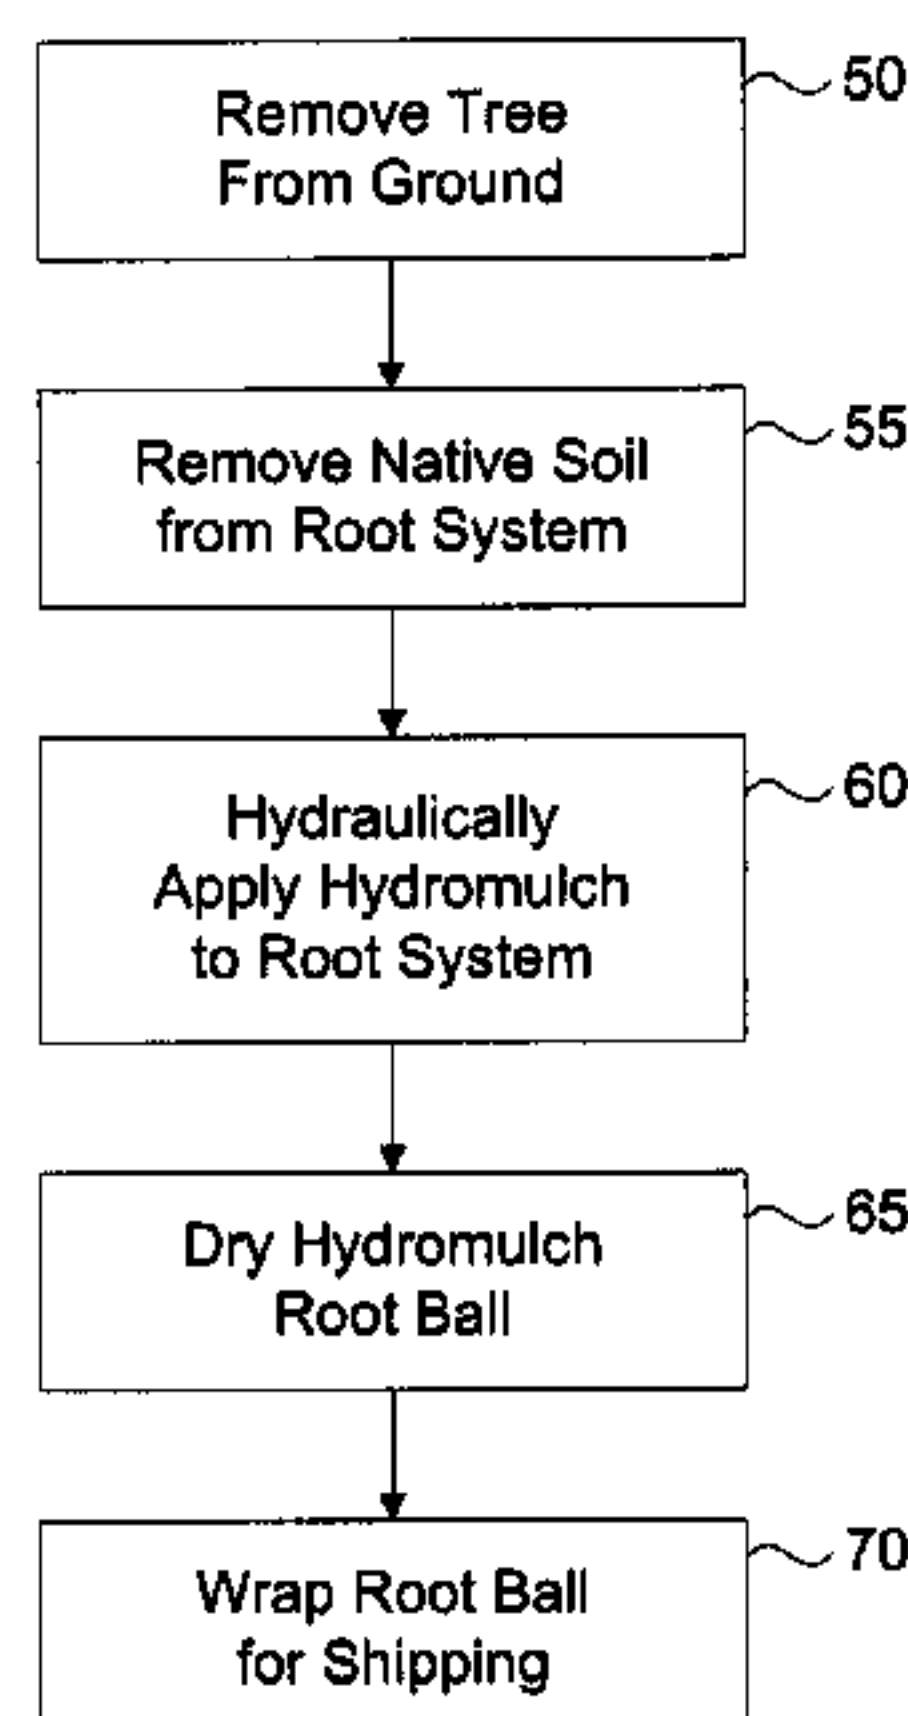 Remove Tree
From Ground
50
Remove Native Soil
from Root System
55
Hydraulically
Apply Hydromulch
to Root System
60
Dry Hydromulch
Root Ball
65
Wrap Root Ball
for Shipping
70